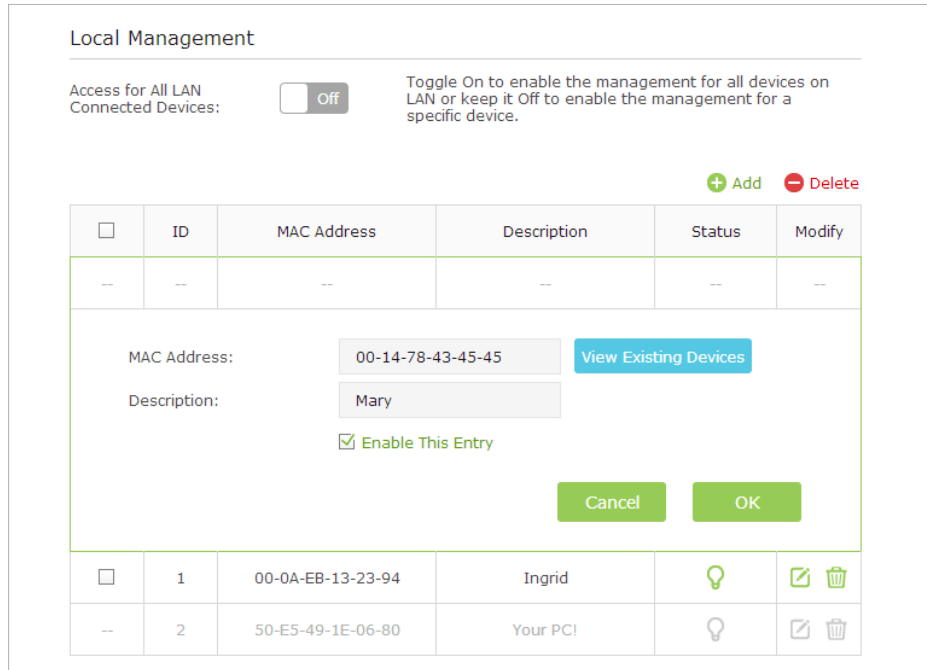 Local Management
Access for All LAN
Connected Devices:
Off
Toggle On to enable the management for all devices on
LAN or keep it Off to enable the management for a
specific device.
Add Delete
ID MAC Address Description Status Modify
-- -- -- -- -- --
MAC Address: 00-14-78-43-45-45 View Existing Devices
Description: Mary
Enable This Entry
Cancel OK
1 00-0A-EB-13-23-94 Ingrid
-- 2 50-E5-49-1E-06-80 Your PC!